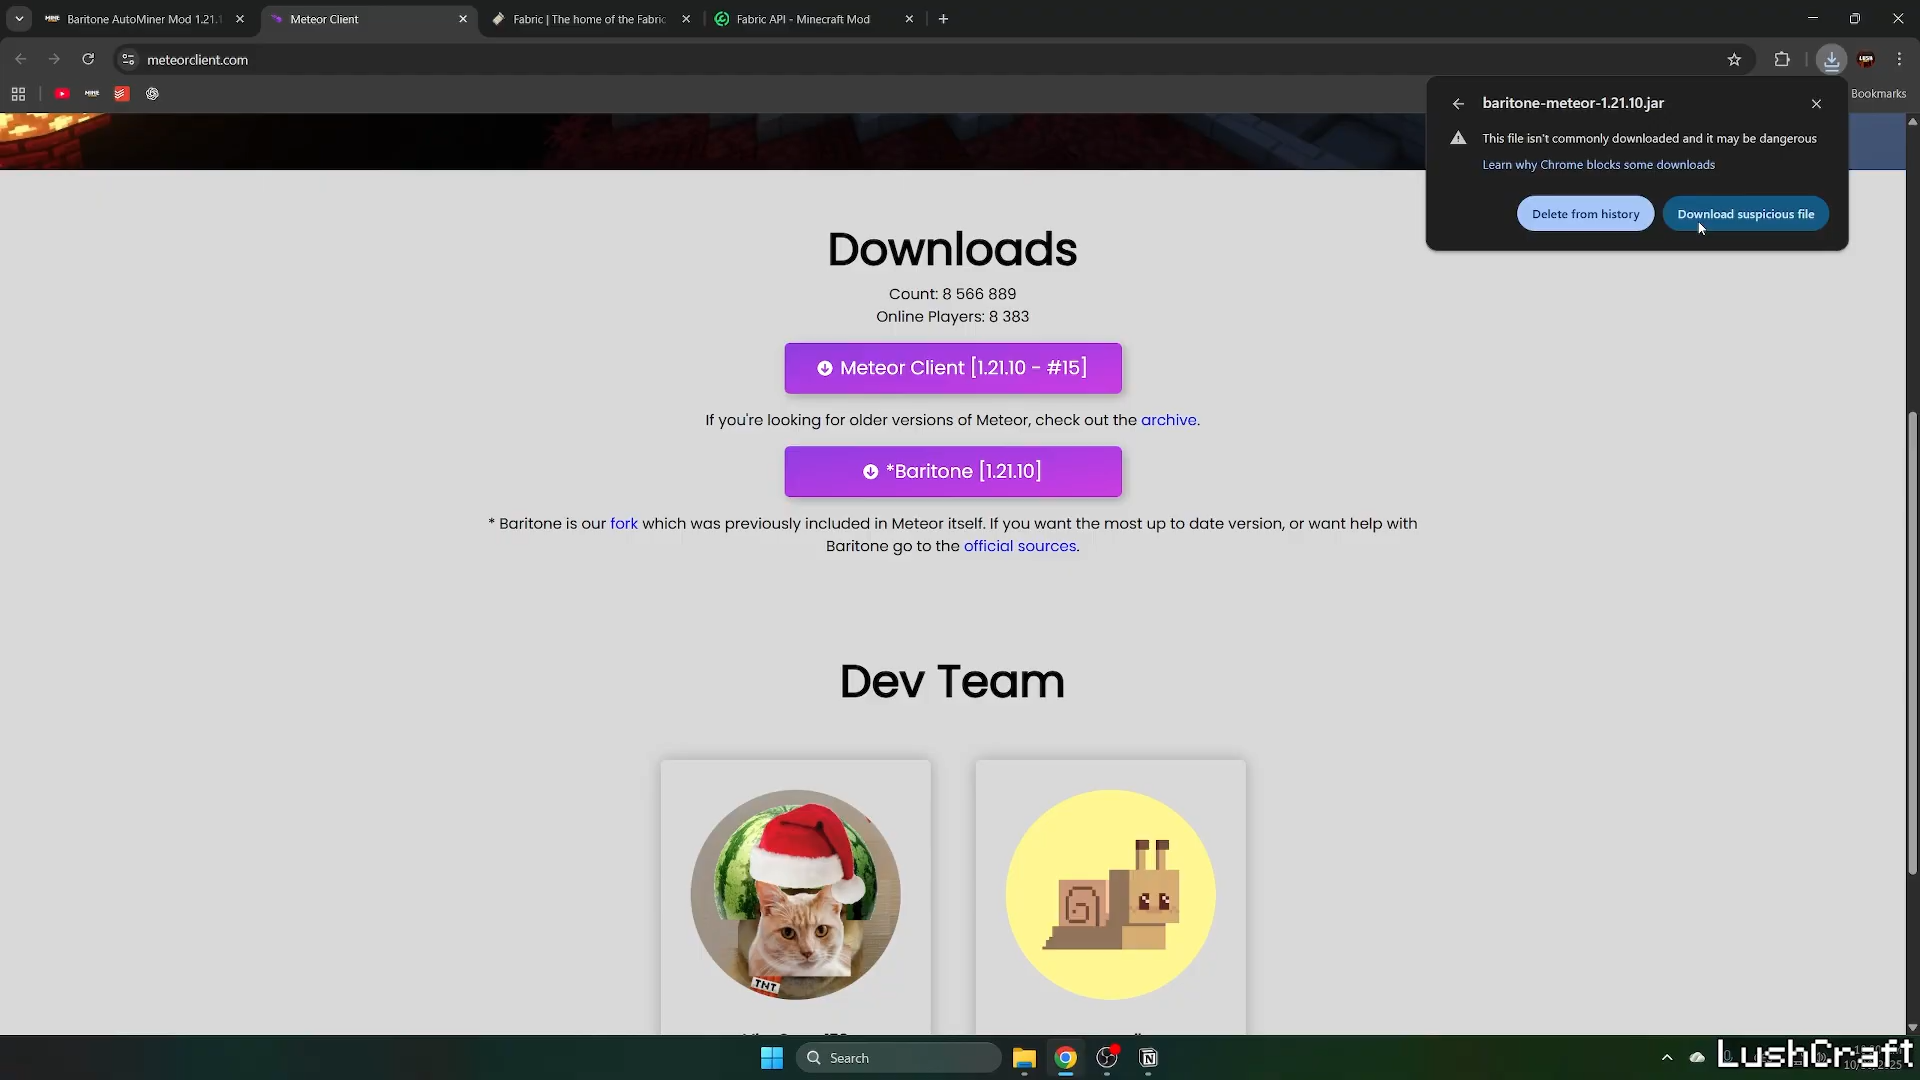 MINE Baritone AutoMiner Mod 1.21.1
Meteor Client
Fabric | The home of the Fabric
Fabric API - Minecraft Mod
meteorclient.com
LUSH
MINE
Bookmarks
baritone-meteor-1.21.10.jar
This file isn't commonly downloaded and it may be dangerous
Learn why Chrome blocks some downloads
Delete from history
Download suspicious file
Downloads
Count: 8 566 889
Online Players: 8 383
Meteor Client [1.21.10 - #15]
If you're looking for older versions of Meteor, check out the archive.
*Baritone [1.21.10]
* Baritone is our fork which was previously included in Meteor itself. If you want the most up to date version, or want help with
Baritone go to the official sources.
Dev Team
TNT
Search
LushCraft